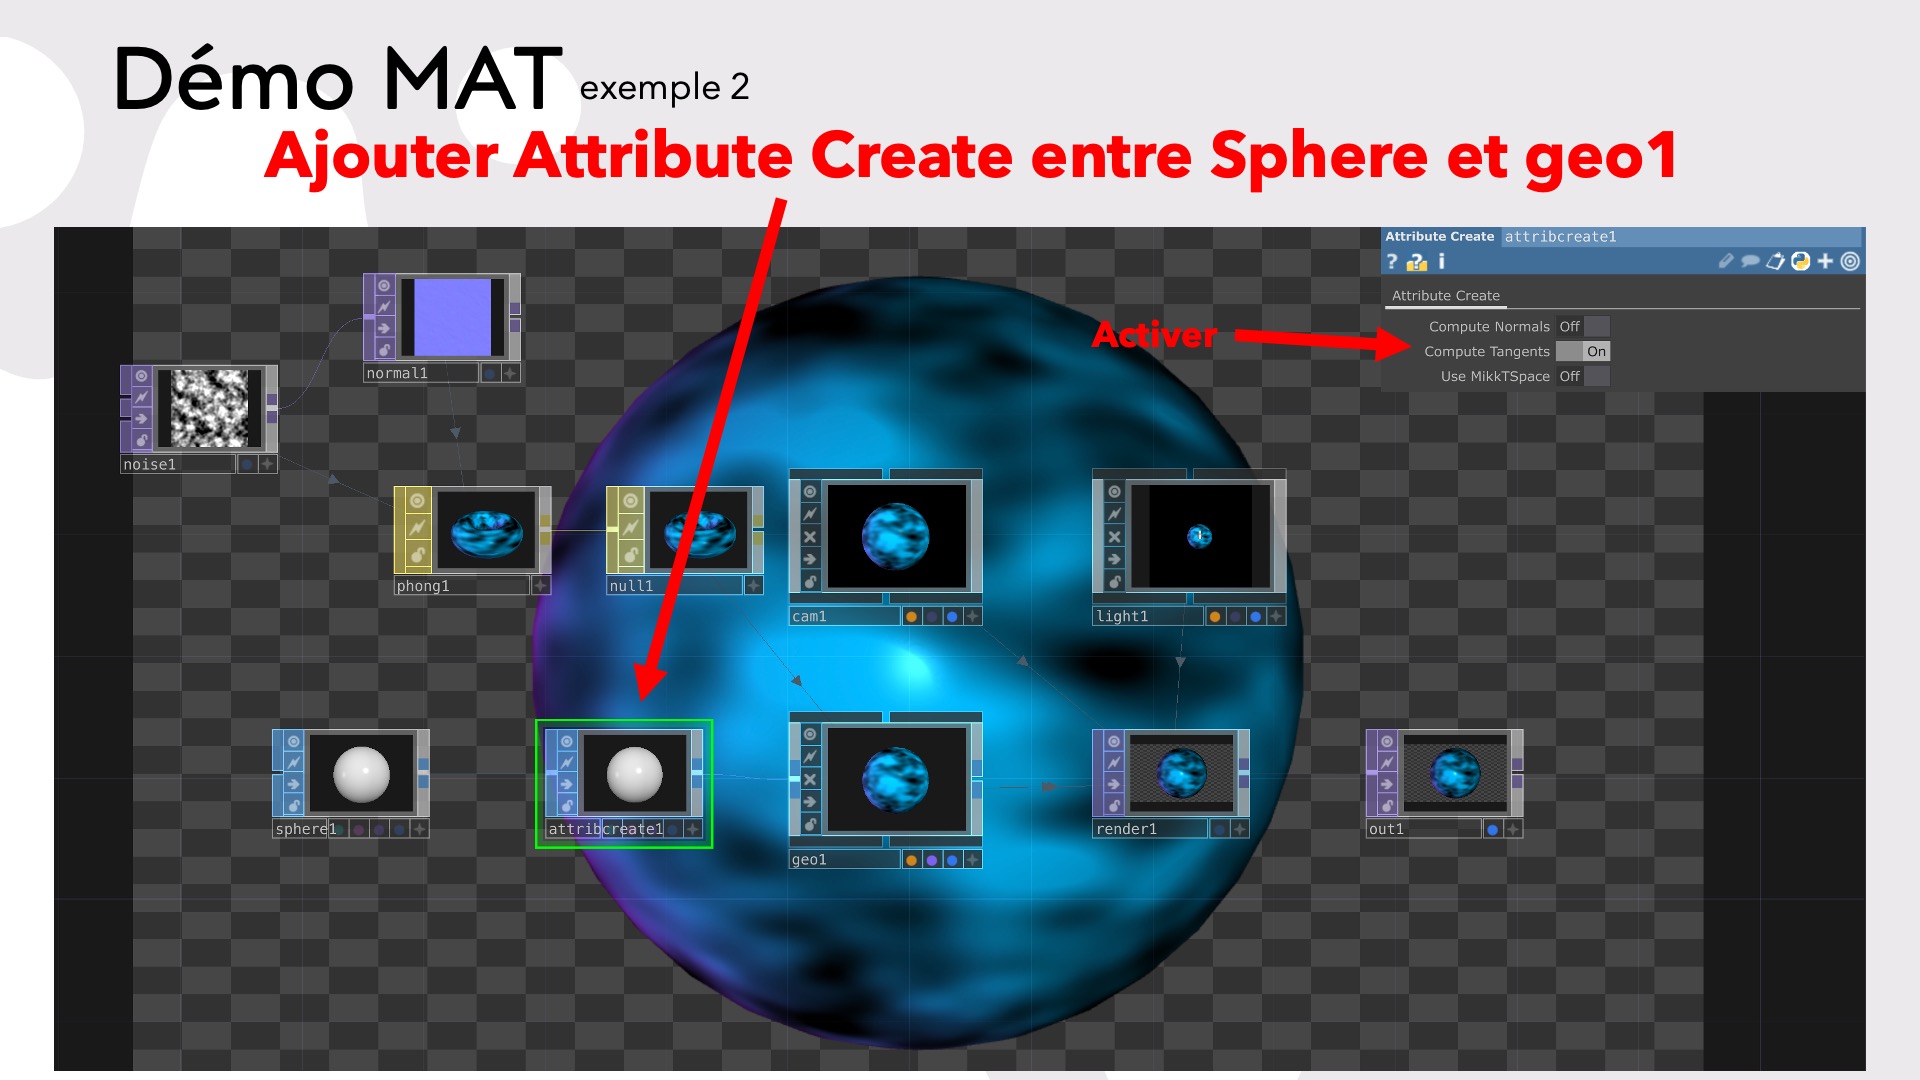 Démo MAT exemple 2
Ajouter Attribute Create entre Sphere et geo1
Attribute Create attribcreate1
? ? i
Attribute Create
Activer
Compute Normals Off
Compute Tangents On
Use MikkTSpace Off
normal1
noise1
phong1
null1
cam1
light1
sphere1
attribcreate1
geo1
render1
out1